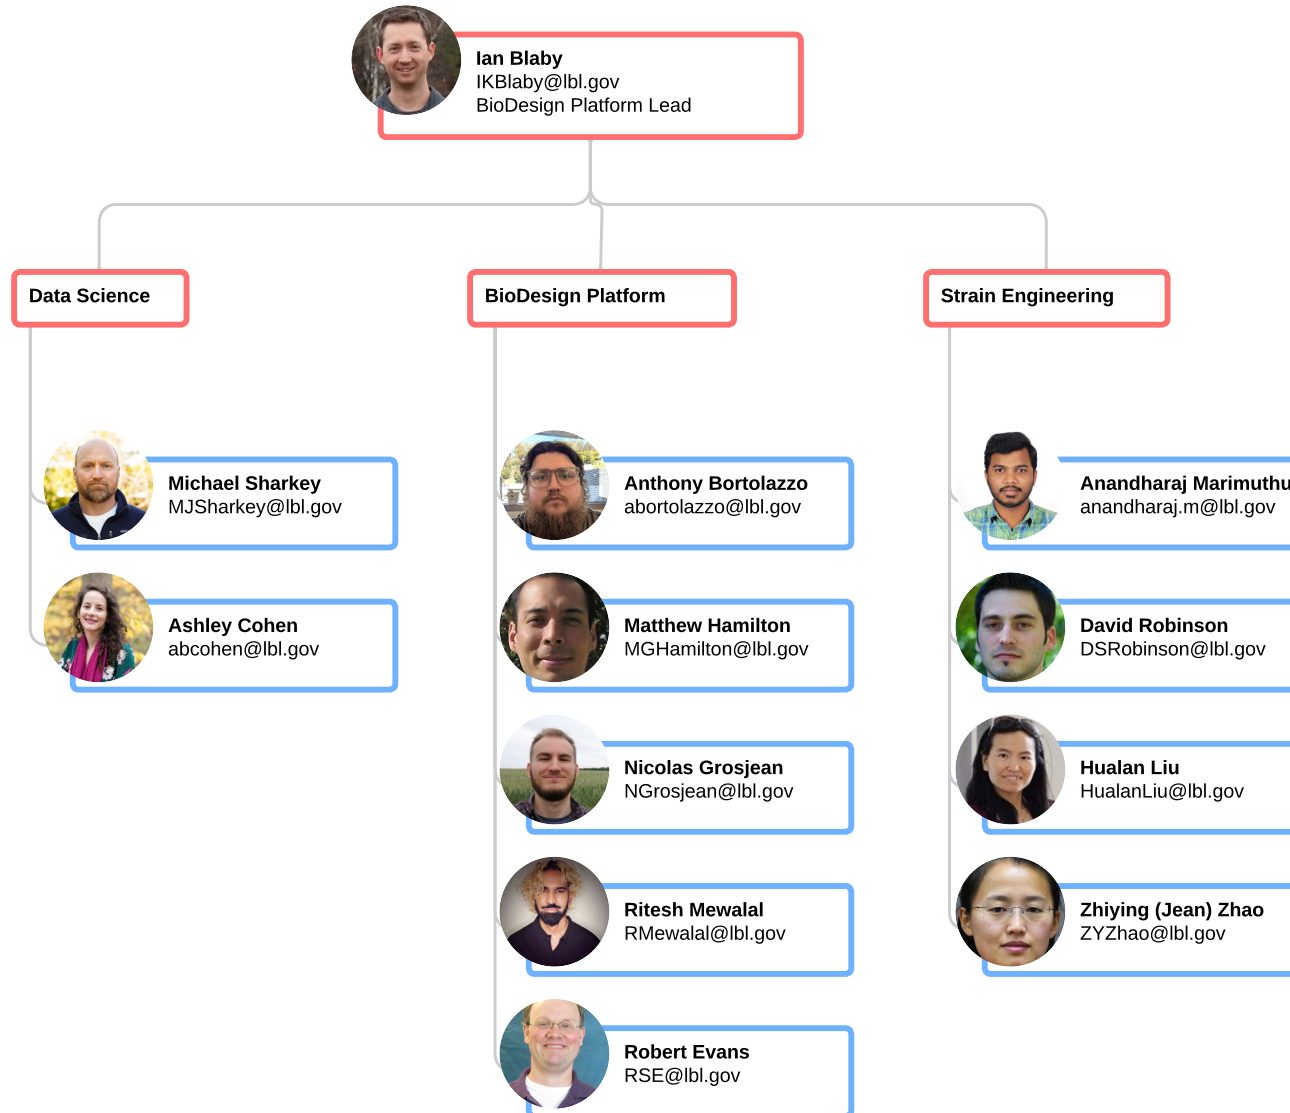 Ian Blaby
IKBlaby@lbl.gov
BioDesign Platform Lead
Data Science
BioDesign Platform
Strain Engineering
Michael Sharkey
MJSharkey@lbl.gov
Ashley Cohen
abcohen@lbl.gov
Anthony Bortolazzo
abortolazzo@lbl.gov
Matthew Hamilton
MGHamilton@lbl.gov
Nicolas Grosjean
NGrosjean@lbl.gov
Ritesh Mewalal
RMewalal@lbl.gov
Robert Evans
RSE@lbl.gov
Anandharaj Marimuthu
anandharaj.m@lbl.gov
David Robinson
DSRobinson@lbl.gov
Hualan Liu
HualanLiu@lbl.gov
Zhiying (Jean) Zhao
ZYZhao@lbl.gov